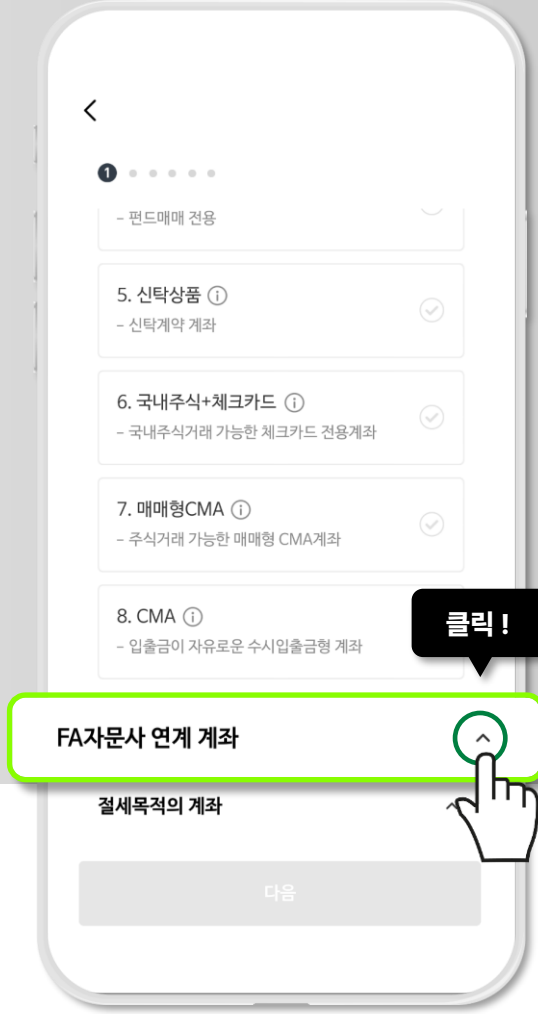 1
- 펀드매매 전용
5. 신탁상품 ⓘ
- 신탁계약 계좌
6. 국내주식+체크카드 ⓘ
- 국내주식거래 가능한 체크카드 전용계좌
7. 매매형CMA ⓘ
- 주식거래 가능한 매매형 CMA계좌
8. CMA ⓘ
- 입출금이 자유로운 수시입출금형 계좌
클릭 !
FA자문사 연계 계좌
절세목적의 계좌
다음